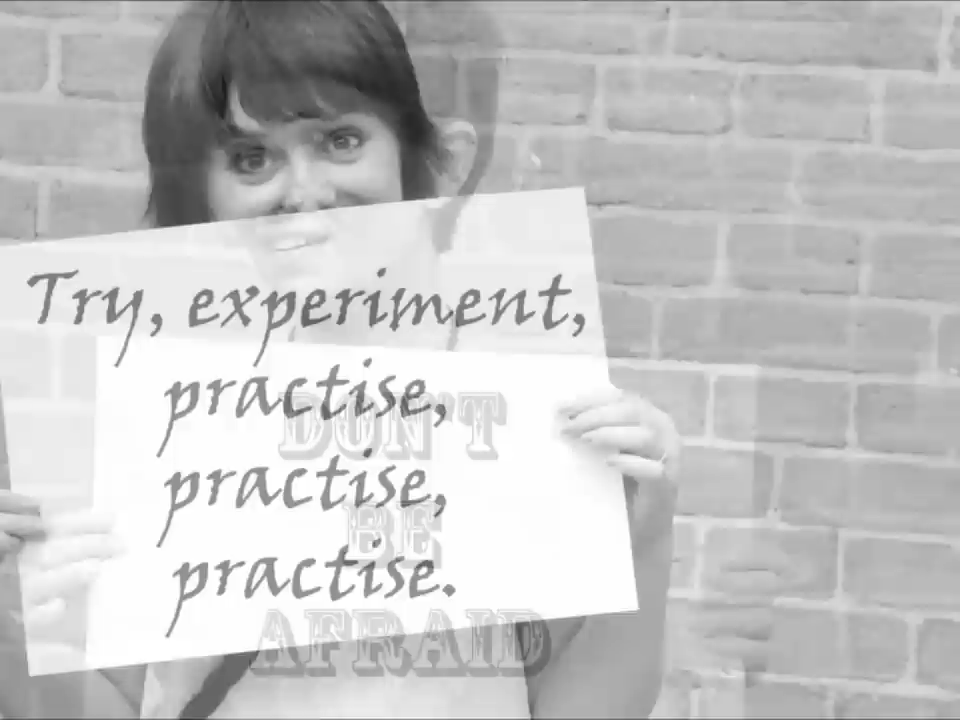 Try, experiment,
practise,
practise,
practise.
DON'T
BE
AFRAID